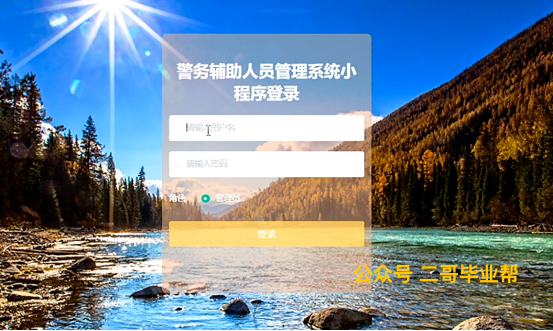 警务辅助人员管理系统小
程序登录
请输入用户名
请输入密码
角色 管理员
登录
公众号 二哥毕业帮